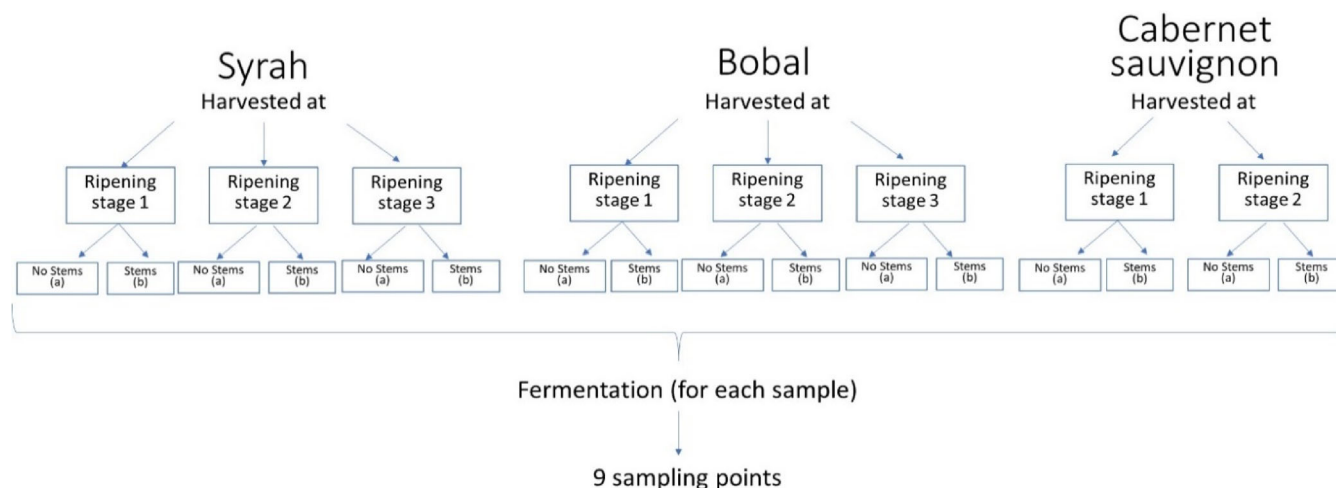 Syrah
Harvested at
Ripening
stage 1
Ripening
stage 2
Ripening
stage 3
No Stems
(a)
Stems
(b)
No Stems
(a)
Stems
(b)
No Stems
(a)
Stems
(b)
Bobal
Harvested at
Ripening
stage 1
Ripening
stage 2
Ripening
stage 3
No Stems
(a)
Stems
(b)
No Stems
(a)
Stems
(b)
No Stems
(a)
Stems
(b)
Cabernet
sauvignon
Harvested at
Ripening
stage 1
Ripening
stage 2
No Stems
(a)
Stems
(b)
No Stems
(a)
Stems
(b)
Fermentation (for each sample)
9 sampling points